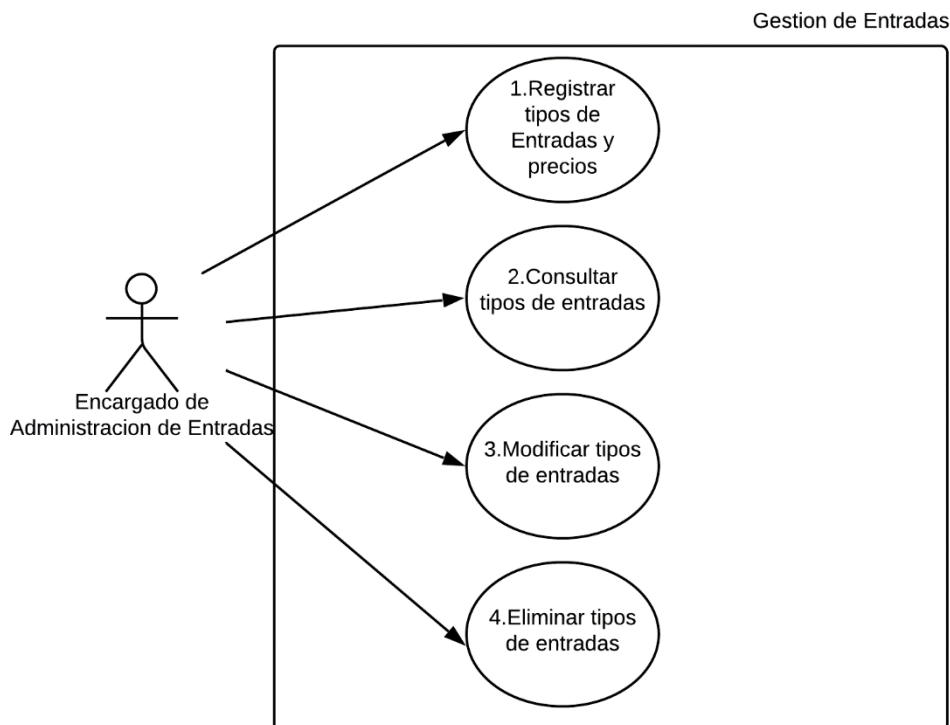 Gestion de Entradas
1.Registrar
tipos de
Entradas y
precios
2.Consultar
tipos de entradas
Encargado de
Administracion de Entradas
3.Modificar tipos
de entradas
4.Eliminar tipos
de entradas